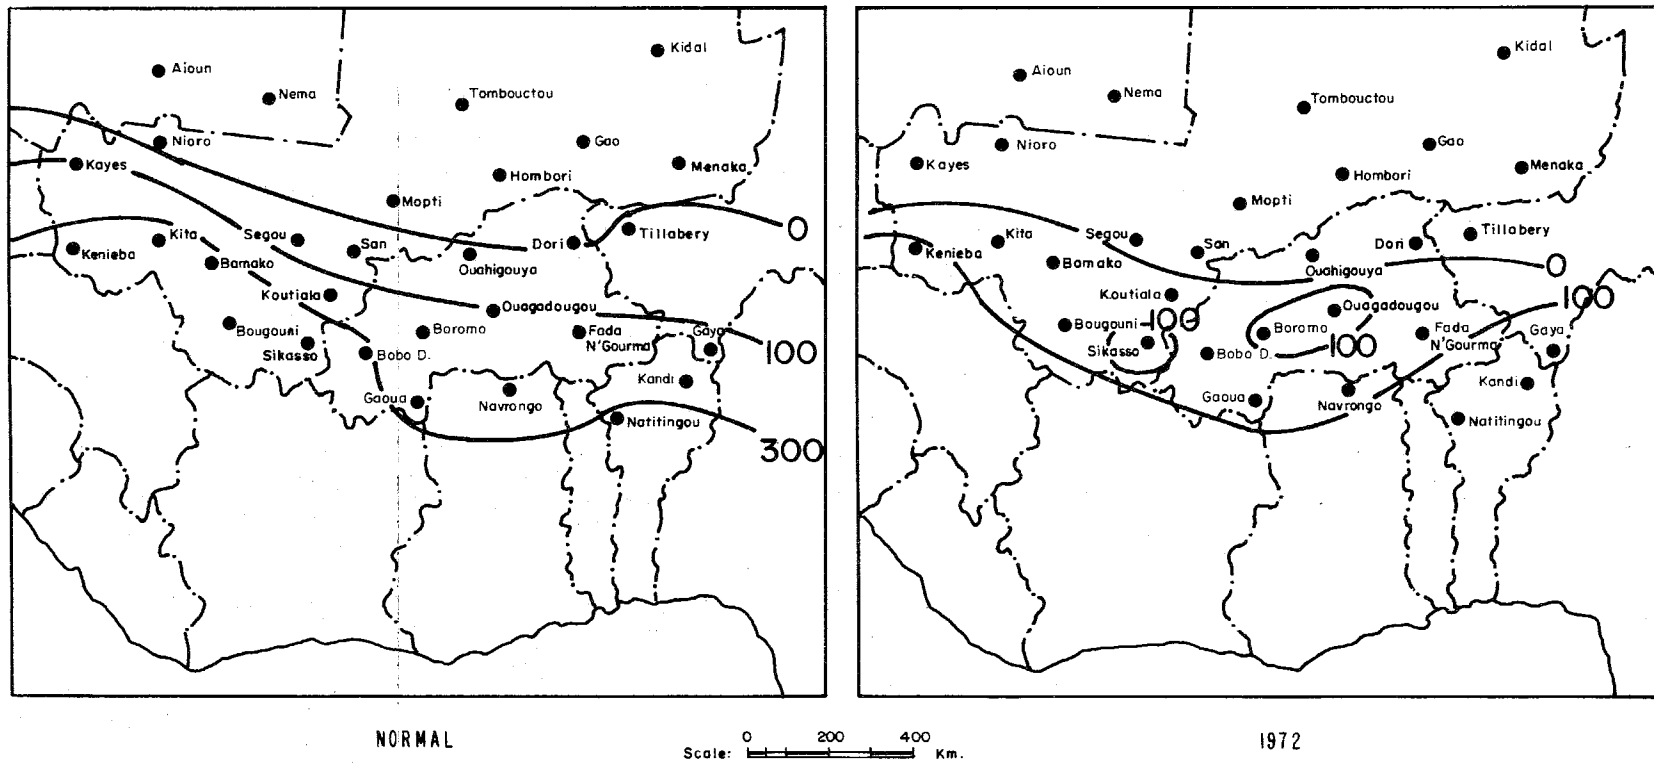 Kidal
Aioun
Nema
Tombouctou
Nioro
Gao
Kayes
Menaka
Hombori
Mopti
0
Kita
Segou
San
Dori
Tillabery
Kenieba
Bamako
Ouahigouya
Koutiala
Ouagadougou
Bougouni
Boromo
Fada
N'Gourma
Gaya
Sikasso
Bobo D.
100
Kandi
Gaoua
Navrongo
Natitingou
300
NORMAL
Kidal
Aioun
Nema
Tombouctou
Nioro
Gao
Kayes
Menaka
Hombori
Mopti
Kita
Segou
San
Dori
Tillabery
Kenieba
Bamako
Ouahigouya
0
Koutiala
100
Ouagadougou
Bougouni
100
Boromo
Fada
N'Gourma
Gaya
Sikasso
Bobo D.
100
Kandi
Gaoua
Navrongo
Natitingou
1972
Scale: 0 200 400 Km.